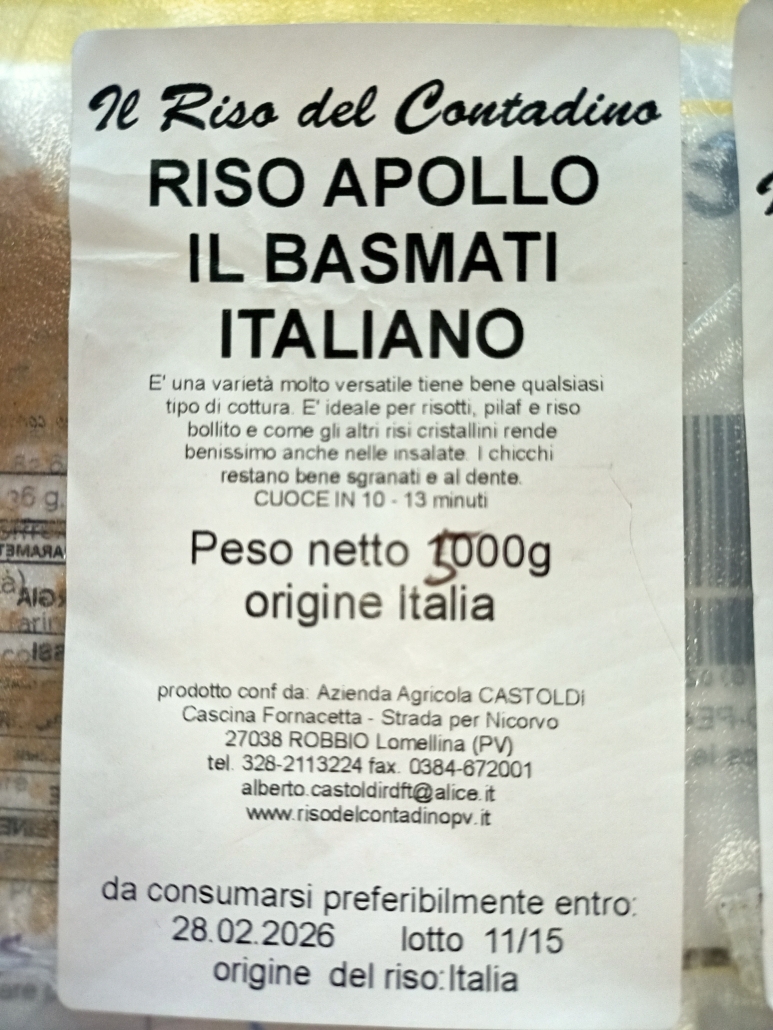 Il Riso del Contadino
RISO APOLLO
IL BASMATI
ITALIANO
E' una varietà molto versatile tiene bene qualsiasi
tipo di cottura. E' ideale per risotti, pilaf e riso
bollito e come gli altri risi cristallini rende
benissimo anche nelle insalate. I chicchi
restano bene sgranati e al dente.
CUOCE IN 10 - 13 minuti
Peso netto 5000g
origine Italia
prodotto conf da: Azienda Agricola CASTOLDi
Cascina Fornacetta - Strada per Nicorvo
27038 ROBBIO Lomellina (PV)
tel. 328-2113224 fax. 0384-672001
alberto.castoldirdft@alice.it
www.risodelcontadinopv.it
da consumarsi preferibilmente entro:
28.02.2026 lotto 11/15
origine del riso:Italia